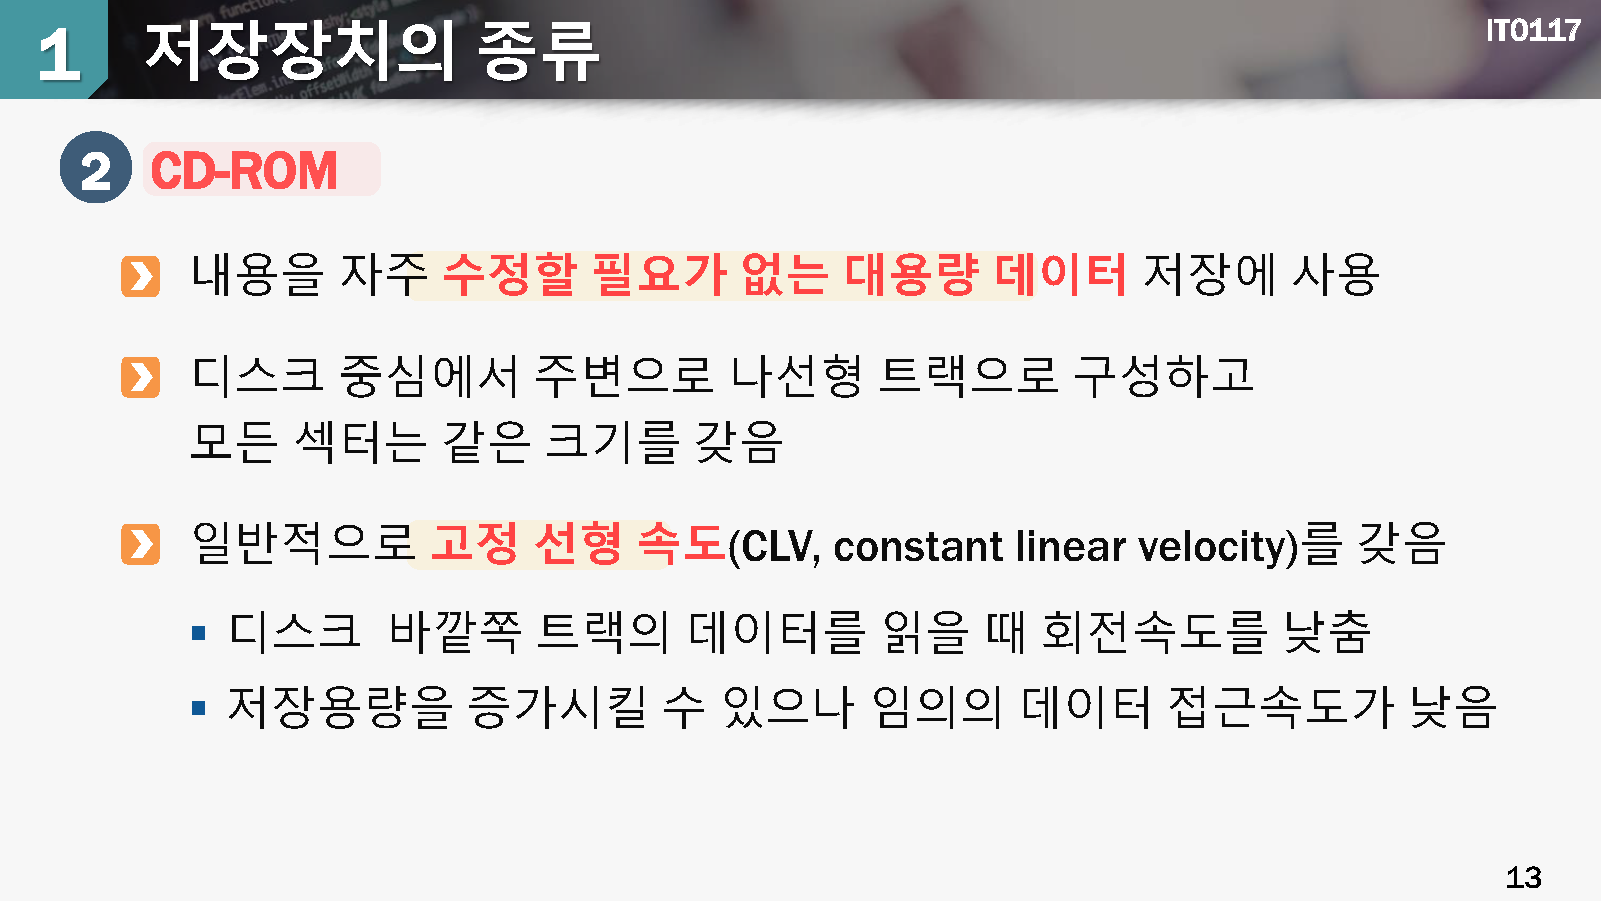 1 저장장치의 종류
IT0117
2 CD-ROM
내용을 자주 수정할 필요가 없는 대용량 데이터 저장에 사용
디스크 중심에서 주변으로 나선형 트랙으로 구성하고
모든 섹터는 같은 크기를 갖음
일반적으로 고정 선형 속도(CLV, constant linear velocity)를 갖음
▪ 디스크 바깥쪽 트랙의 데이터를 읽을 때 회전속도를 낮춤
▪ 저장용량을 증가시킬 수 있으나 임의의 데이터 접근속도가 낮음
13